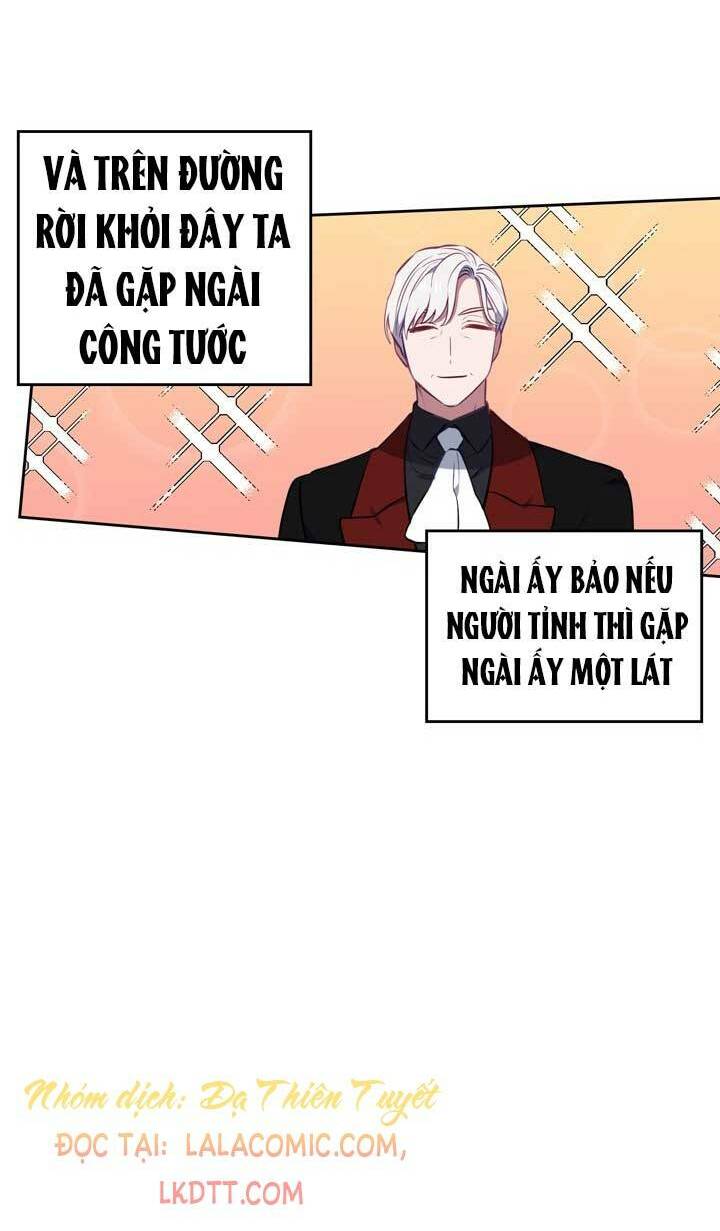 VÀ TRÊN ĐƯỜNG
RỜI KHỎI ĐÂY TA
ĐÃ GẶP NGÀI
CÔNG TƯỚC
NGÀI ẤY BẢO NẾU
NGƯỜI TỈNH THÌ GẶP
NGÀI ẤY MỘT LÁT
Nhóm dịch: Dạ Thiên Tuyết
ĐỌC TẠI: LALACOMIC.COM,
LKDTT.COM